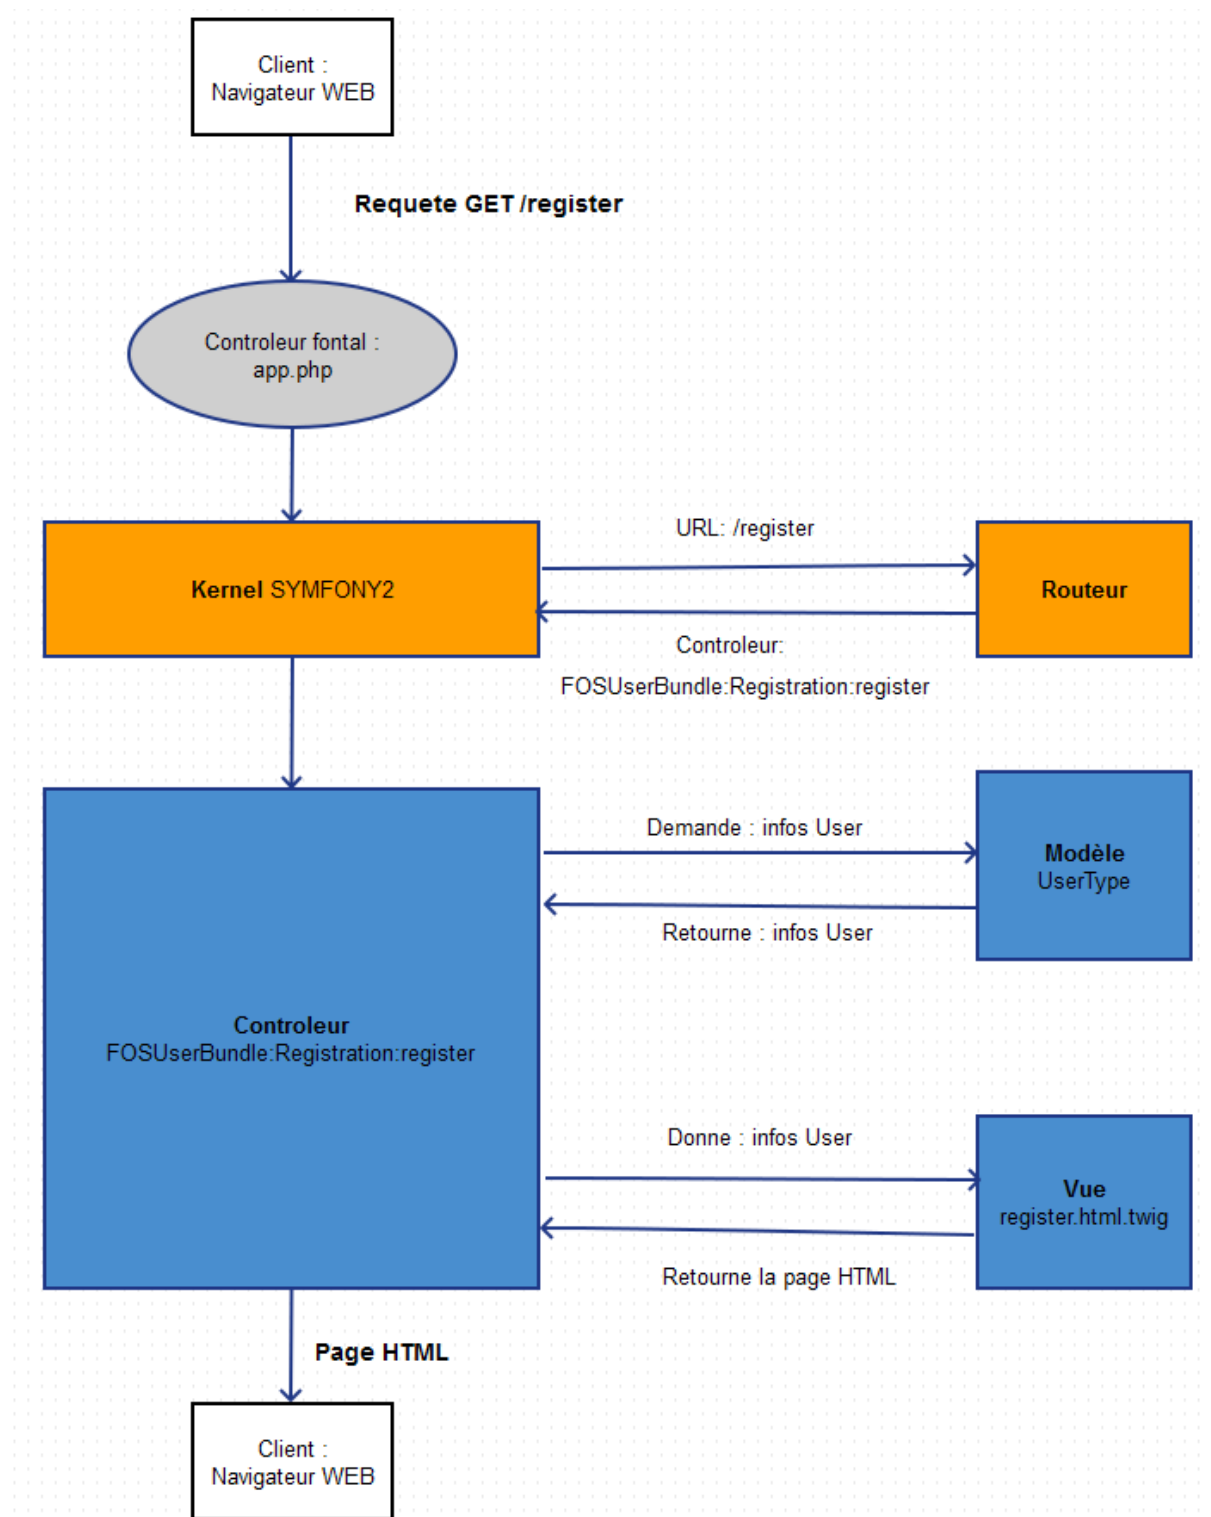 Client :
Navigateur WEB
Requete GET /register
Controleur fontal :
app.php
URL: /register
Kernel SYMFONY2
Routeur
Controleur:
FOSUserBundle:Registration:register
Demande : infos User
Modèle
UserType
Retourne : infos User
Controleur
FOSUserBundle:Registration:register
Donne : infos User
Vue
register.html.twig
Retourne la page HTML
Page HTML
Client :
Navigateur WEB